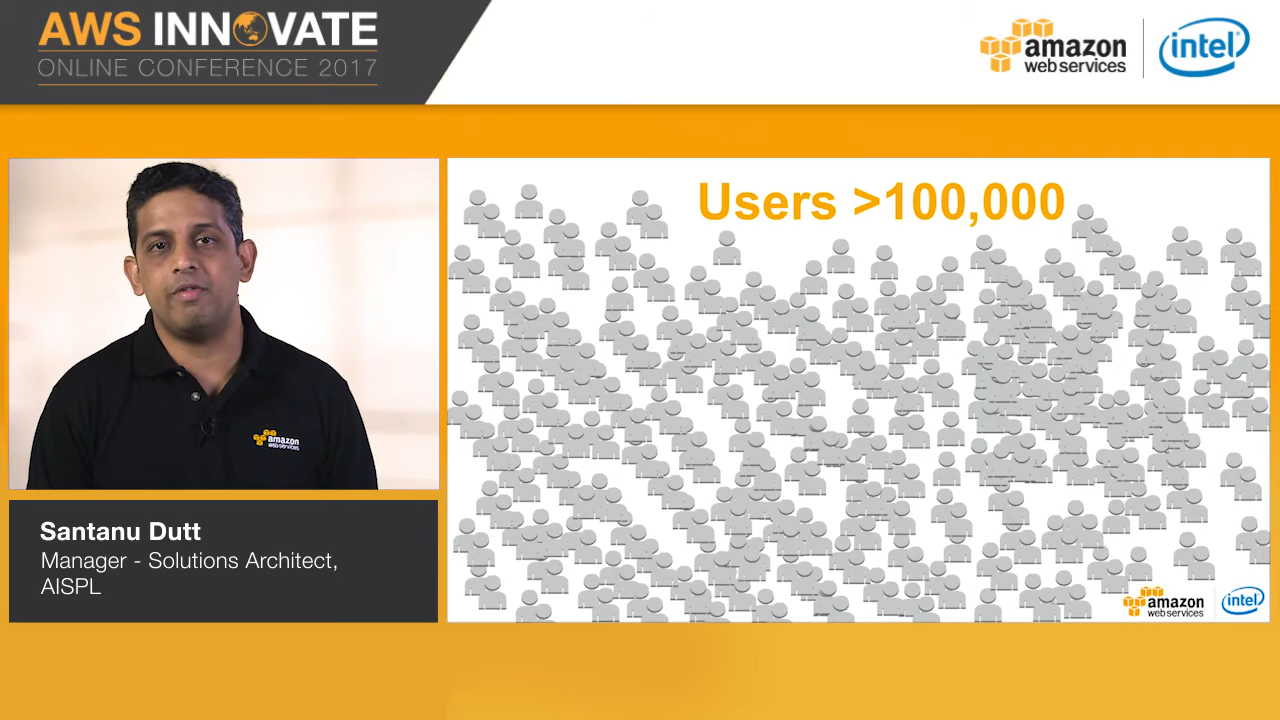 AWS INNOVATE
ONLINE CONFERENCE 2017
amazon
web services
intel
amazon
web services
Santanu Dutt
Manager - Solutions Architect,
AISPL
Users >100,000
amazon
web services
intel